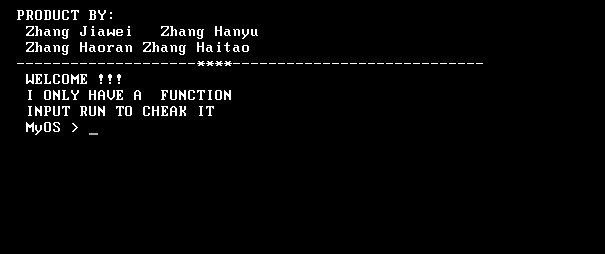 PRODUCT BY:
Zhang Jiawei   Zhang Hanyu
Zhang Haoran Zhang Haitao
--------------------****----------------------------
WELCOME !!!
I ONLY HAVE A  FUNCTION
INPUT RUN TO CHEAK IT
MyOS > _